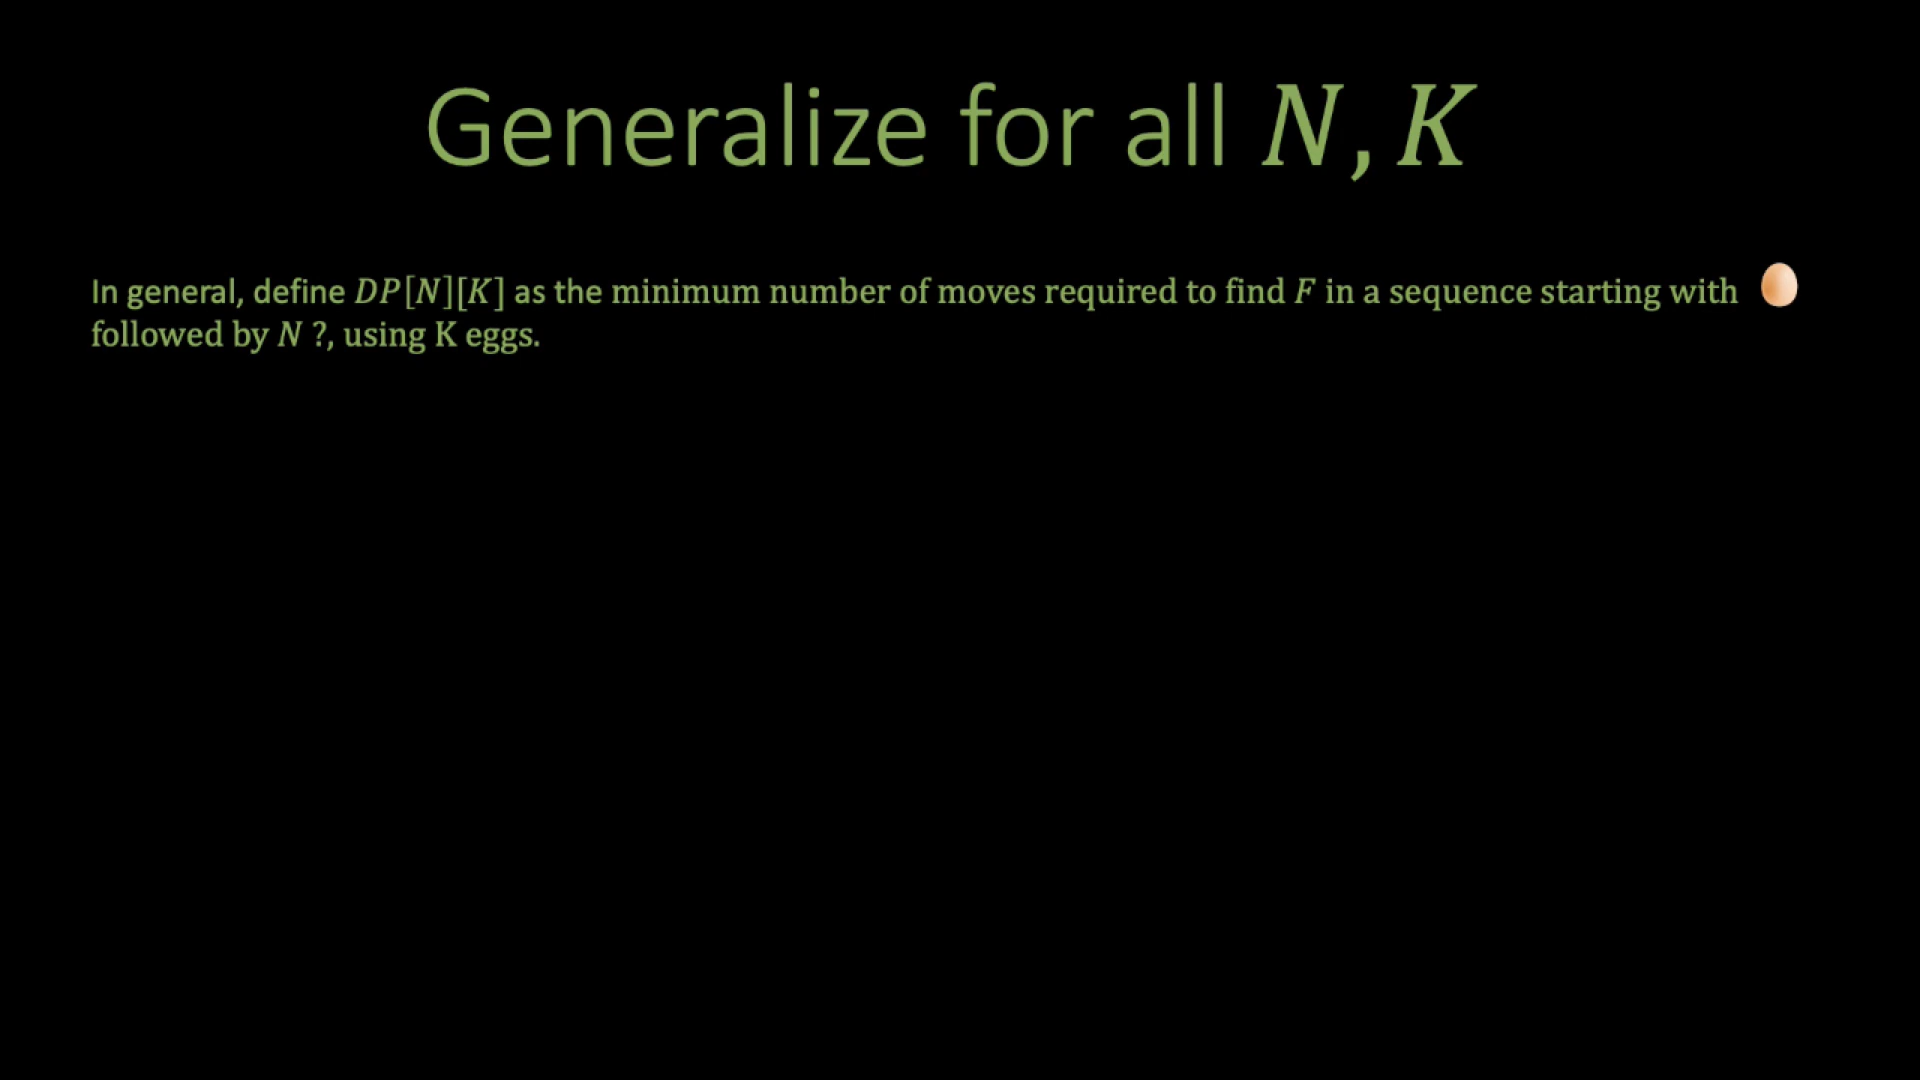 Generalize for all N, K
In general, define DP[N][K] as the minimum number of moves required to find F in a sequence starting with
followed by N ?, using K eggs.